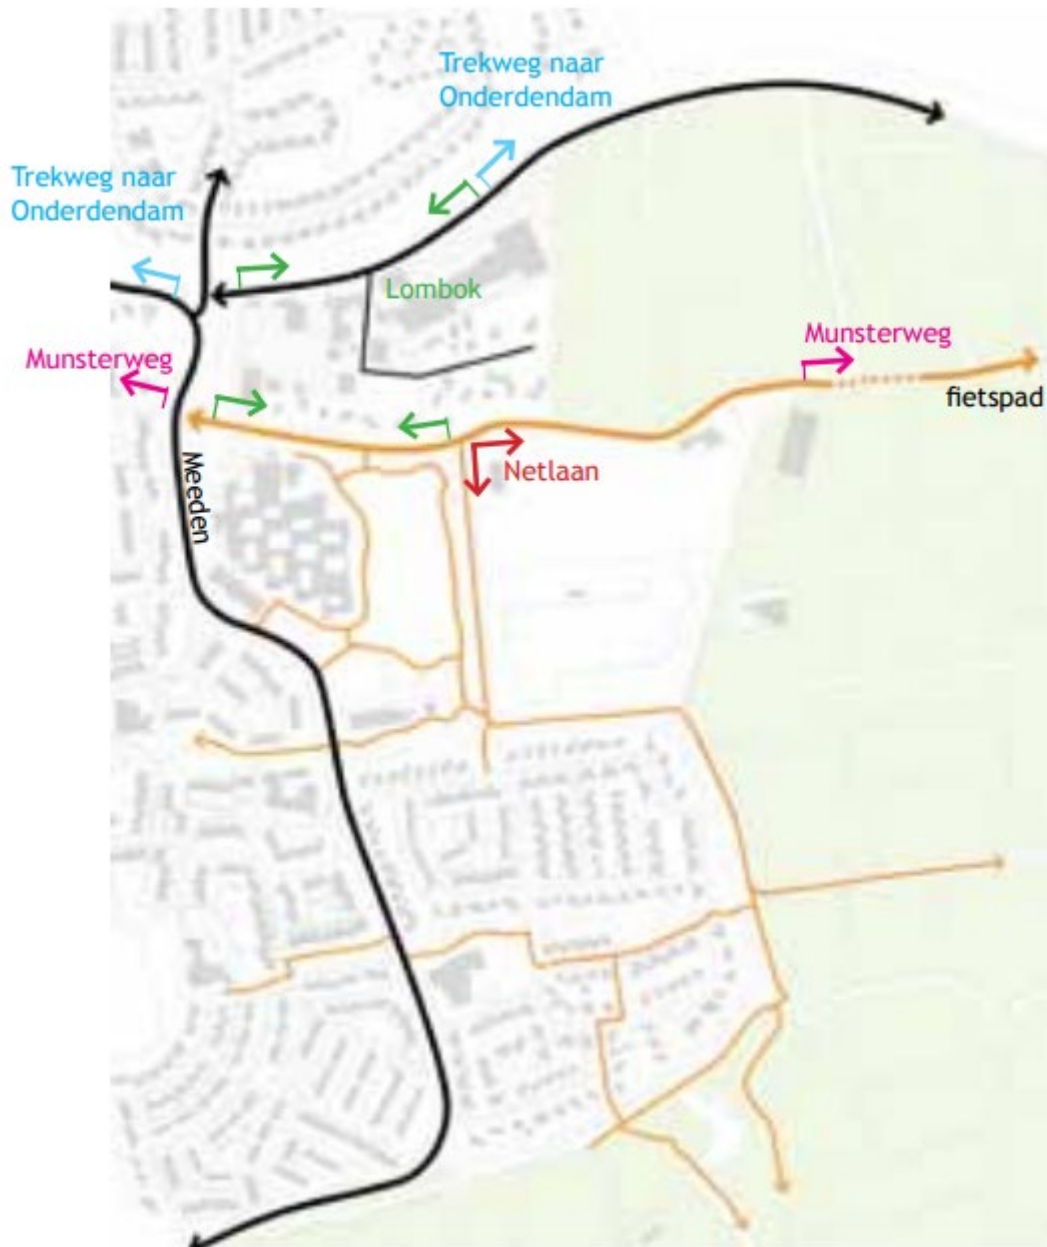 Trekweg naar
Onderdendam
Trekweg naar
Onderdendam
Lombok
Munsterweg
Munsterweg
fietspad
Netlaan
Meeden